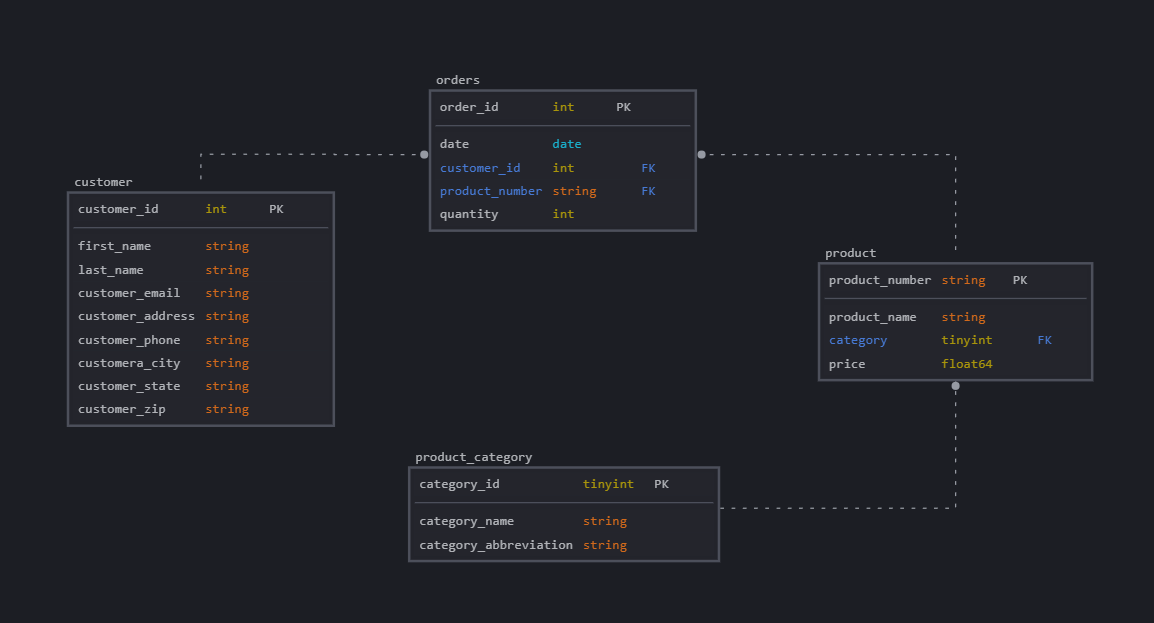 orders
order_id int PK
date date
customer_id int FK
product_number string FK
quantity int
customer
customer_id int PK
first_name string
last_name string
customer_email string
customer_address string
customer_phone string
customera_city string
customer_state string
customer_zip string
product
product_number string PK
product_name string
category tinyint FK
price float64
product_category
category_id tinyint PK
category_name string
category_abbreviation string